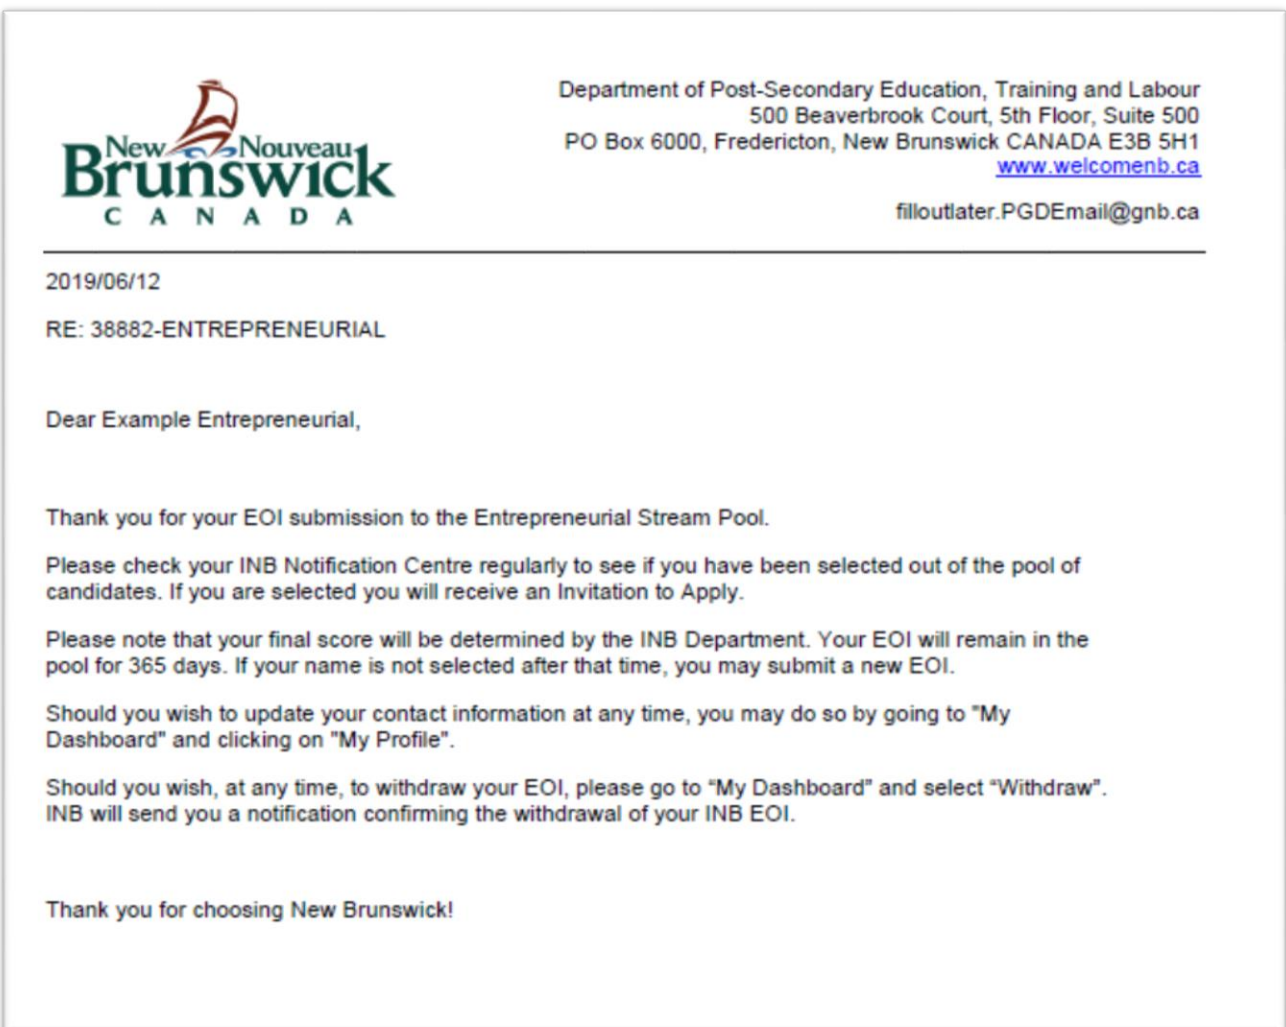 New Nouveau
Brunswick
CANADA
Department of Post-Secondary Education, Training and Labour
500 Beaverbrook Court, 5th Floor, Suite 500
PO Box 6000, Fredericton, New Brunswick CANADA E3B 5H1
www.welcomenb.ca
filloutlater.PGDEmail@gnb.ca
2019/06/12
RE: 38882-ENTREPRENEURIAL
Dear Example Entrepreneurial,
Thank you for your EOI submission to the Entrepreneurial Stream Pool.
Please check your INB Notification Centre regularly to see if you have been selected out of the pool of
candidates. If you are selected you will receive an Invitation to Apply.
Please note that your final score will be determined by the INB Department. Your EOI will remain in the
pool for 365 days. If your name is not selected after that time, you may submit a new EOI.
Should you wish to update your contact information at any time, you may do so by going to "My
Dashboard" and clicking on "My Profile".
Should you wish, at any time, to withdraw your EOI, please go to “My Dashboard” and select “Withdraw”.
INB will send you a notification confirming the withdrawal of your INB EOI.
Thank you for choosing New Brunswick!